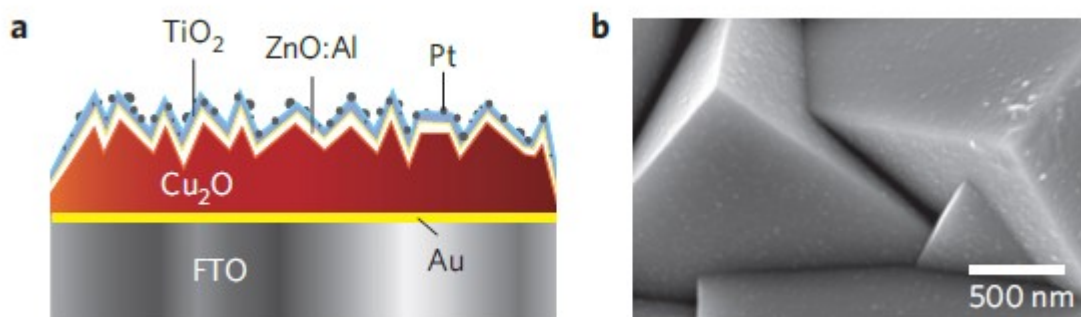 a
TiO₂
ZnO:Al
Pt
Cu₂O
Au
FTO
b
500 nm